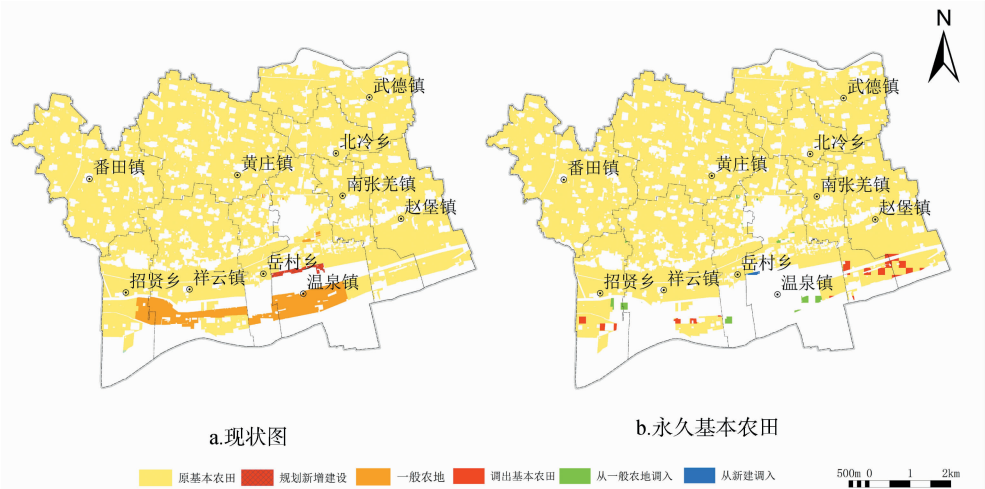 N
武德镇
北冷乡
番田镇
黄庄镇
南张羌镇
赵堡镇
岳村乡
招贤乡
祥云镇
温泉镇
a.现状图
武德镇
北冷乡
番田镇
黄庄镇
南张羌镇
赵堡镇
岳村乡
招贤乡
祥云镇
温泉镇
b.永久基本农田
原基本农田 规划新增建设 一般农地 调出基本农田 从一般农地调入 从新建调入
500m 0 1 2km